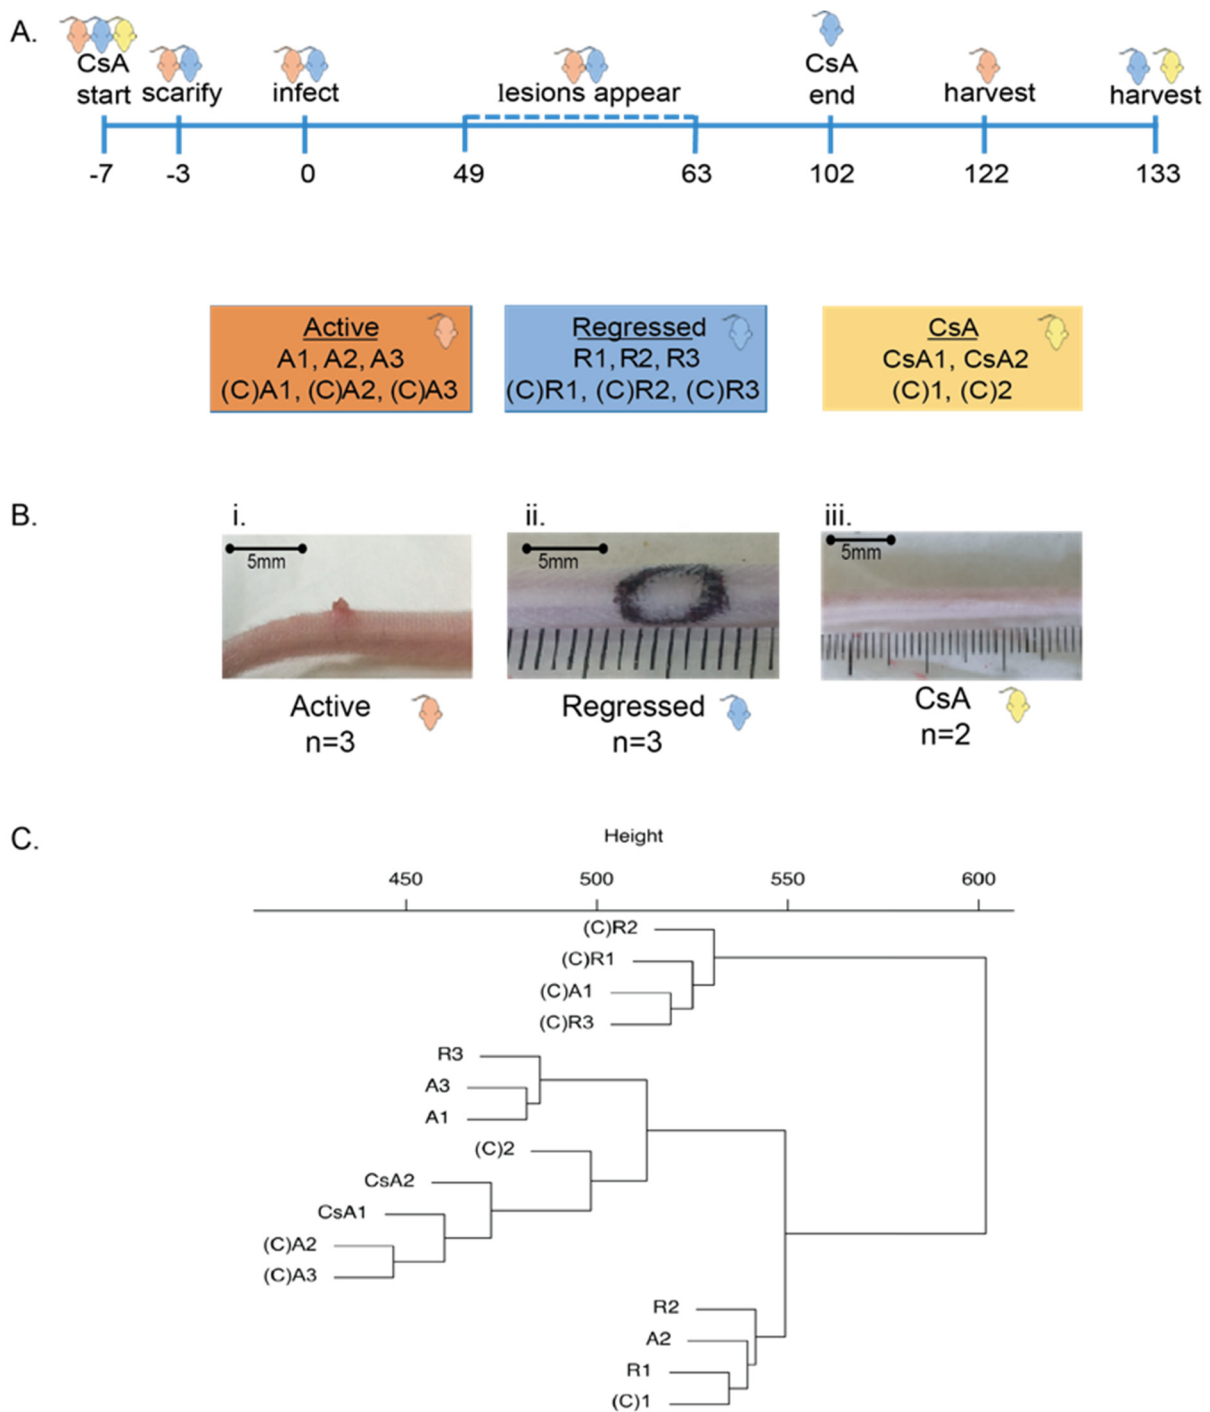 A.
CsA
start
scarify
infect
lesions appear
CsA
end
harvest
harvest
-7
-3
0
49
63
102
122
133
Active
A1, A2, A3
(C)A1, (C)A2, (C)A3
Regressed
R1, R2, R3
(C)R1, (C)R2, (C)R3
CsA
CsA1, CsA2
(C)1, (C)2
B.
i.
5mm
ii.
5mm
iii.
5mm
Active
n=3
Regressed
n=3
CsA
n=2
C.
Height
450
500
550
600
(C)R2
(C)R1
(C)A1
(C)R3
R3
A3
A1
(C)2
CsA2
CsA1
(C)A2
(C)A3
R2
A2
R1
(C)1